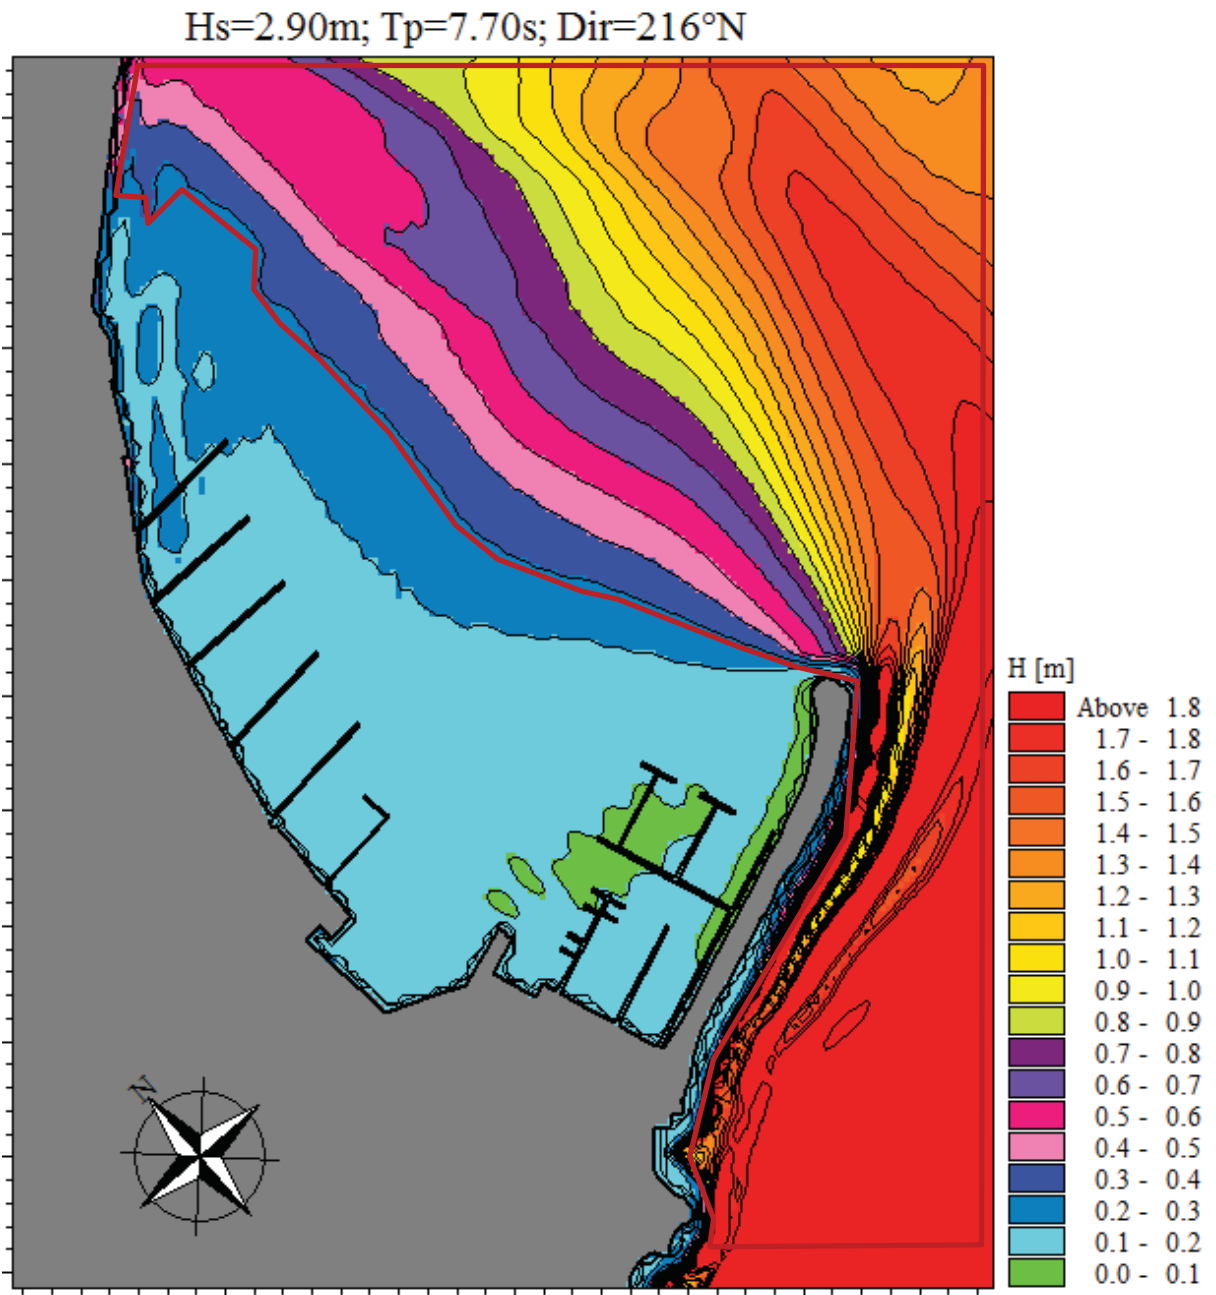 Hs=2.90m; Tp=7.70s; Dir=216°N
H [m]
Above 1.8
1.7 - 1.8
1.6 - 1.7
1.5 - 1.6
1.4 - 1.5
1.3 - 1.4
1.2 - 1.3
1.1 - 1.2
1.0 - 1.1
0.9 - 1.0
0.8 - 0.9
0.7 - 0.8
0.6 - 0.7
0.5 - 0.6
0.4 - 0.5
0.3 - 0.4
0.2 - 0.3
0.1 - 0.2
0.0 - 0.1
N